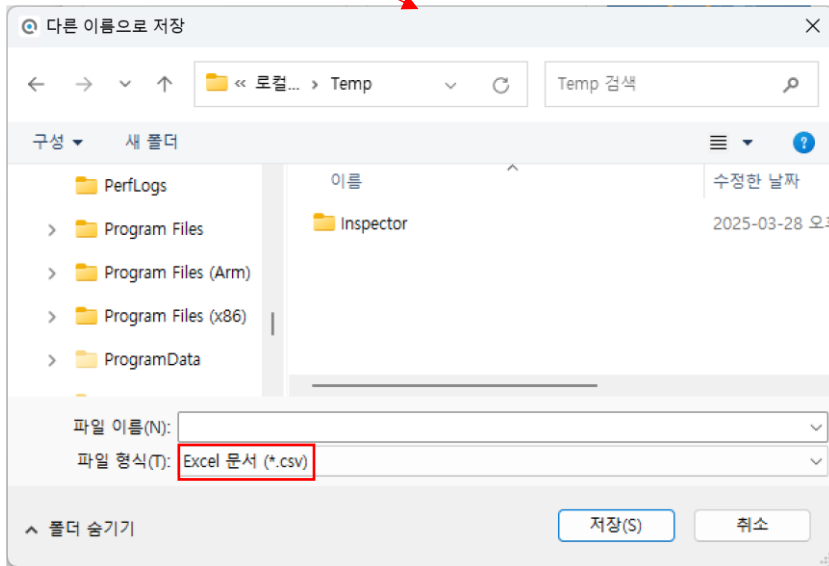 다른 이름으로 저장
« 로컬... › Temp
Temp 검색
구성
새 폴더
PerfLogs
Program Files
Program Files (Arm)
Program Files (x86)
ProgramData
이름
수정한 날짜
Inspector
2025-03-28
파일 이름(N):
파일 형식(T): Excel 문서 (*.csv)
폴더 숨기기
저장(S)
취소